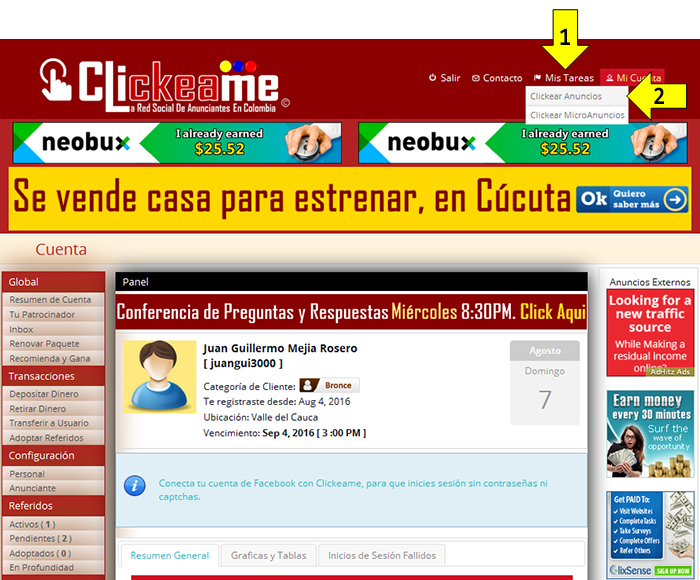 1
CLickeame
La Red Social De Anunciantes En Colombia ©
Salir Contacto Mis Tareas Mi Cuenta
Clickear Anuncios
2
Clickear MicroAnuncios
neobux I already earned $25.52
neobux I already earned $25.52
Se vende casa para estrenar, en Cúcuta Ok Quiero saber más
Cuenta
Global
Resumen de Cuenta
Tu Patrocinador
Inbox
Renovar Paquete
Recomienda y Gana
Transacciones
Depositar Dinero
Retirar Dinero
Transferir a Usuario
Adoptar Referidos
Configuración
Personal
Anunciante
Referidos
Activos ( 1 )
Pendientes ( 2 )
Adoptados ( 0 )
En Profundidad
Panel
Conferencia de Preguntas y Respuestas Miércoles 8:30PM. Click Aqui
Juan Guillermo Mejia Rosero
[ juangui3000 ]
Categoría de Cliente: Bronce
Te registraste desde: Aug 4, 2016
Ubicación: Valle del Cauca
Vencimiento: Sep 4, 2016 [ 3 :00 PM ]
Agosto
Domingo
7
Conecta tu cuenta de Facebook con Clickeame, para que inicies sesión sin contraseñas ni
captchas.
Resumen General Graficas y Tablas Inicios de Sesión Fallidos
Anuncios Externos
Looking for
a new traffic
source
While Making a
residual income
online?
AdHitz Ads
Earn money
every 30 minutes
Surf the
wave of
opportunity
Get PAID To:
Visit Websites
Complete Tasks
Take Surveys
Complete Offers
Refer Others
ClixSense SIGN UP NOW